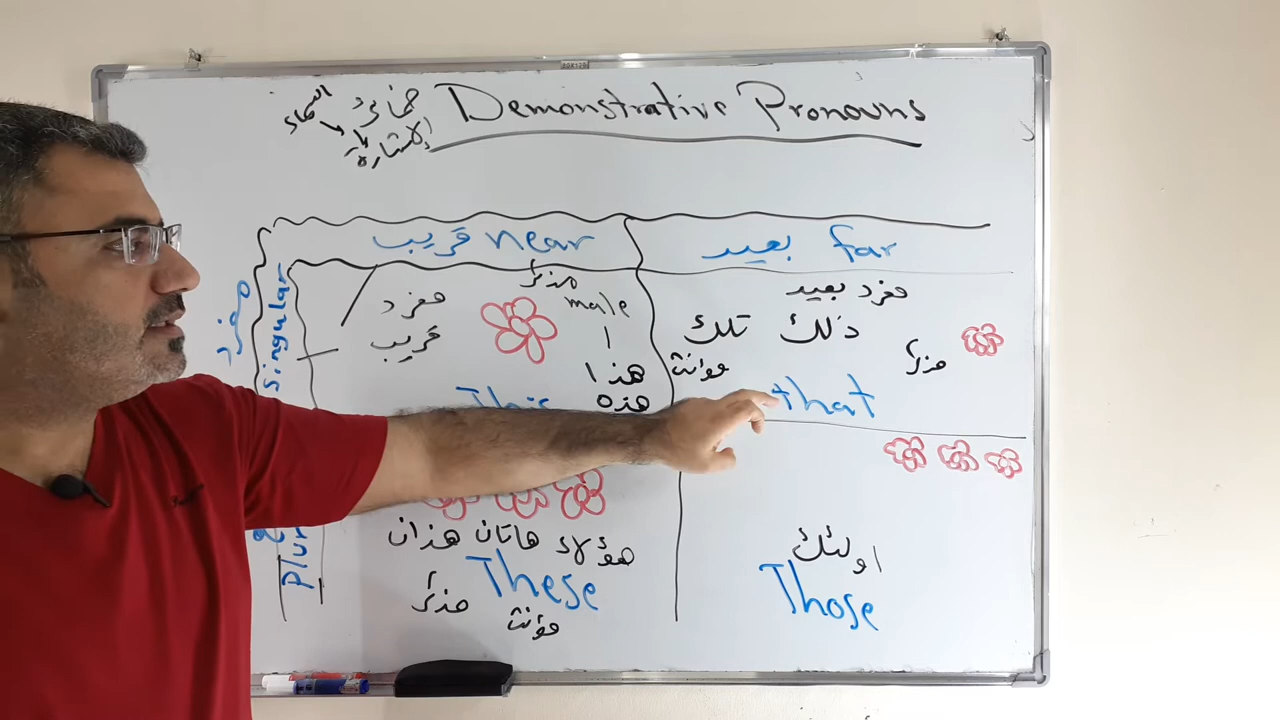 ضمائر Demonstrative Pronouns
الإشارة
أسماء
قريب near
بعيد far
مفرد
Singular
مفرد
قريب
مذكر
male
هذا
هذه
This
مفرد بعيد
ذلك تلك
مؤنث
مذكر
that
هؤلاء هاتان هذان
These
مذكر
مؤنث
اولئك
Those